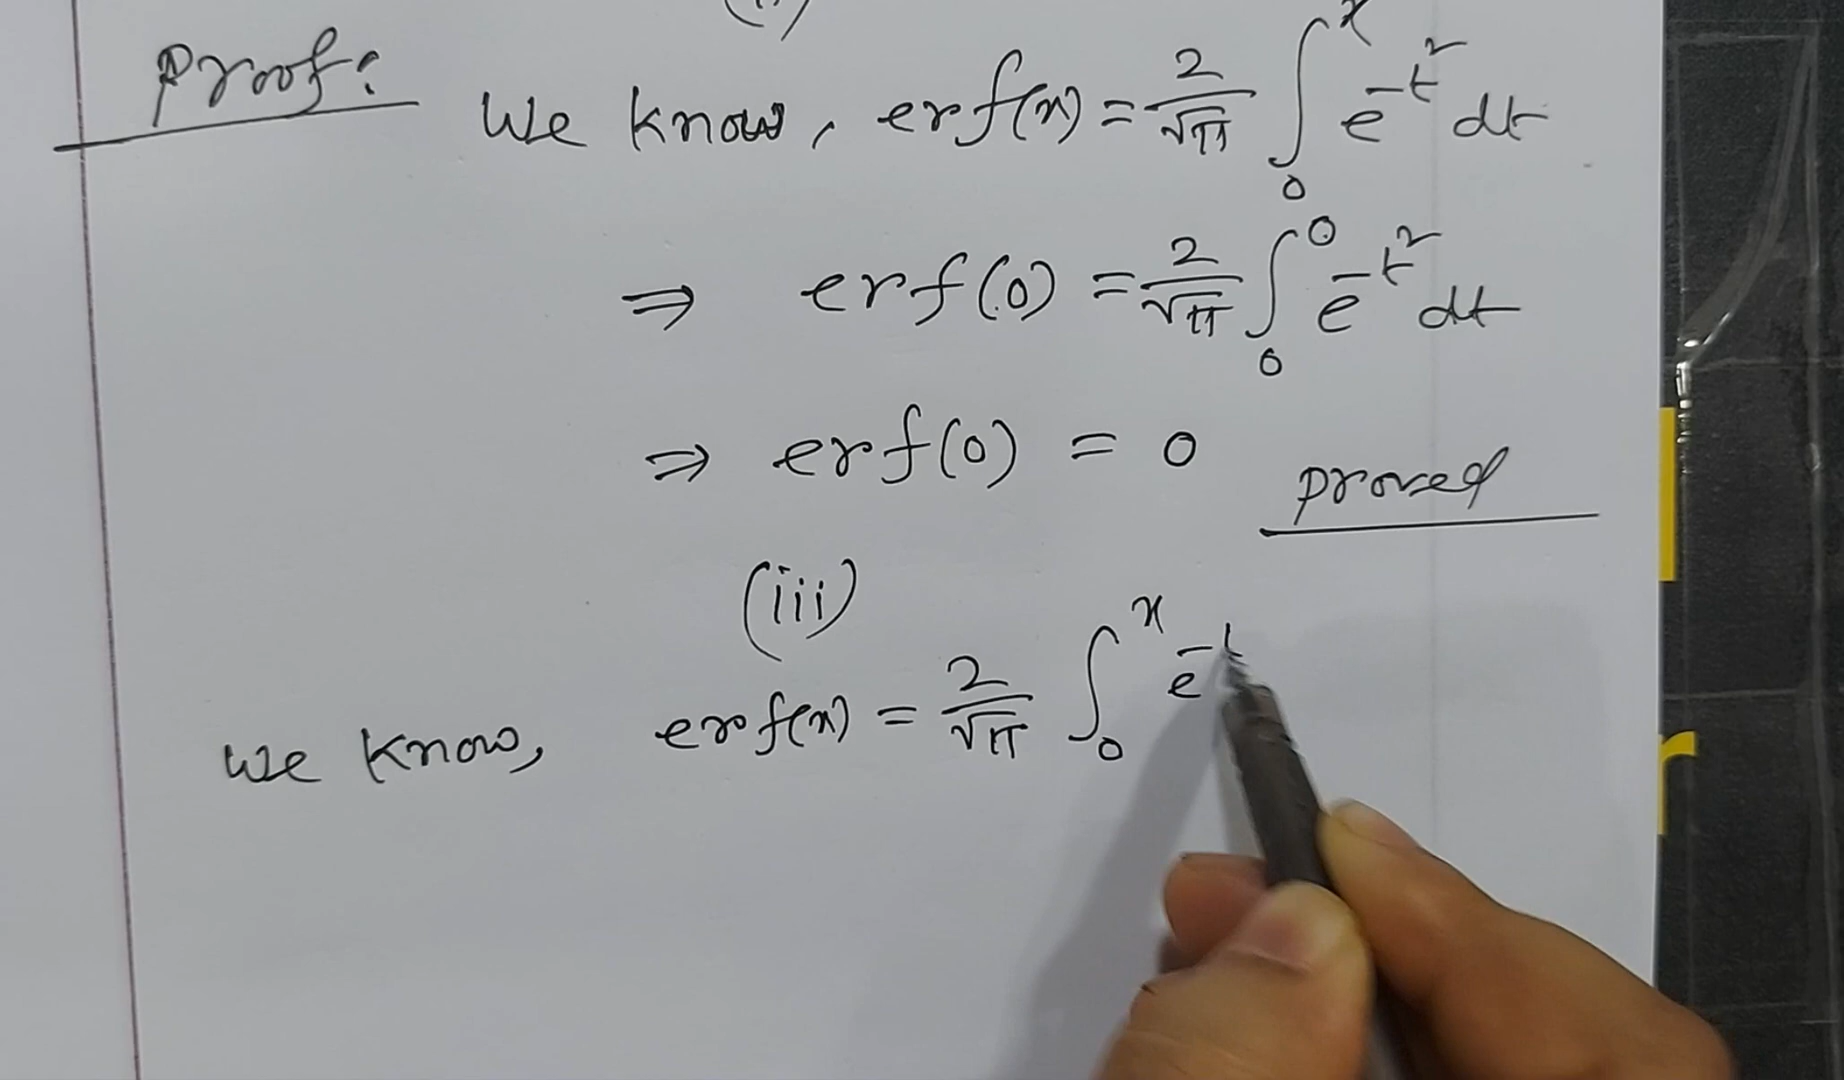 Proof: We know, erf(x) = 2/√π ∫₀ˣ e^-t² dt
⇒ erf(0) = 2/√π ∫₀⁰ e^-t² dt
⇒ erf(0) = 0 proved
(iii)
We know, erf(x) = 2/√π ∫₀ˣ e^-t